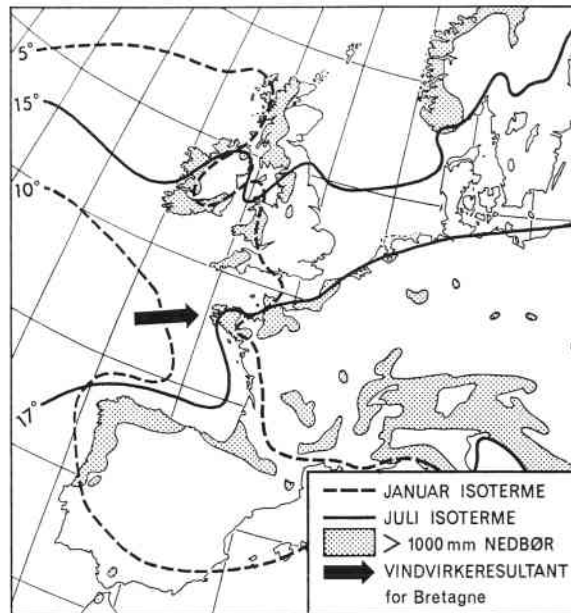 5°
15°
10°
17°
JANUAR ISOTERME
JULI ISOTERME
> 1000 mm NEDBØR
VINDVIRKERESULTANT
for Bretagne